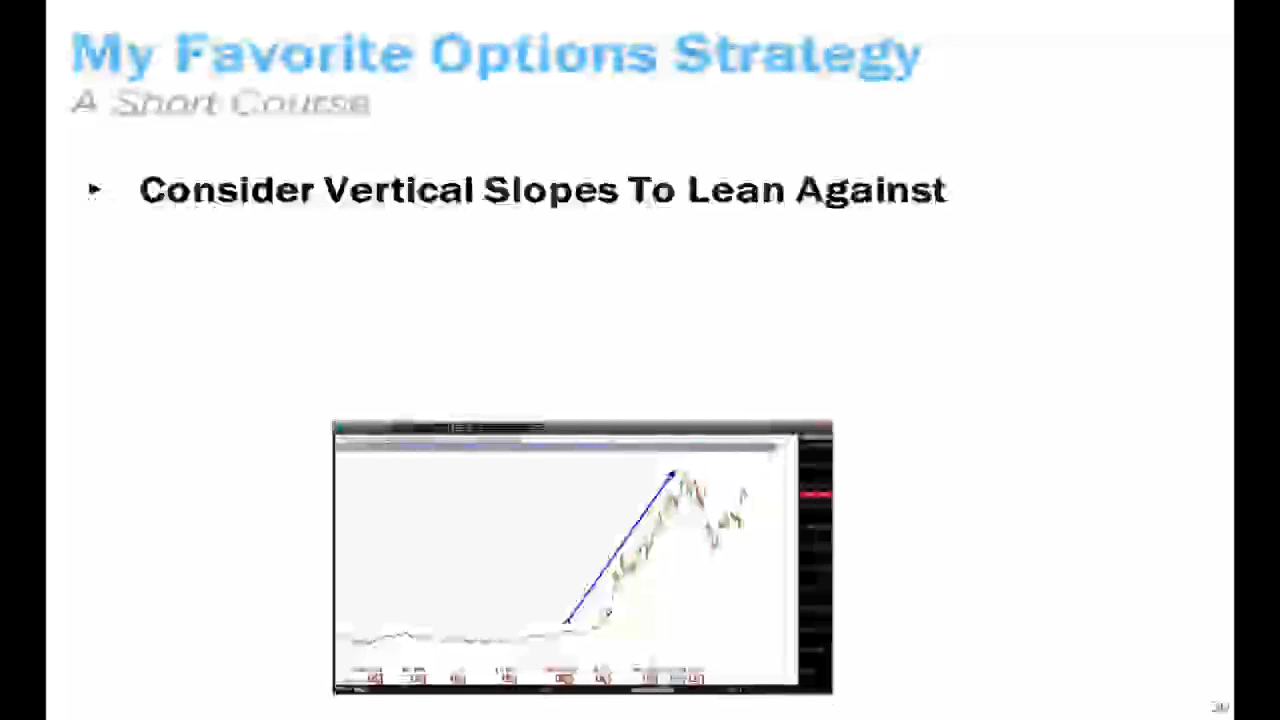 My Favorite Options Strategy
A Short Course
Consider Vertical Slopes To Lean Against